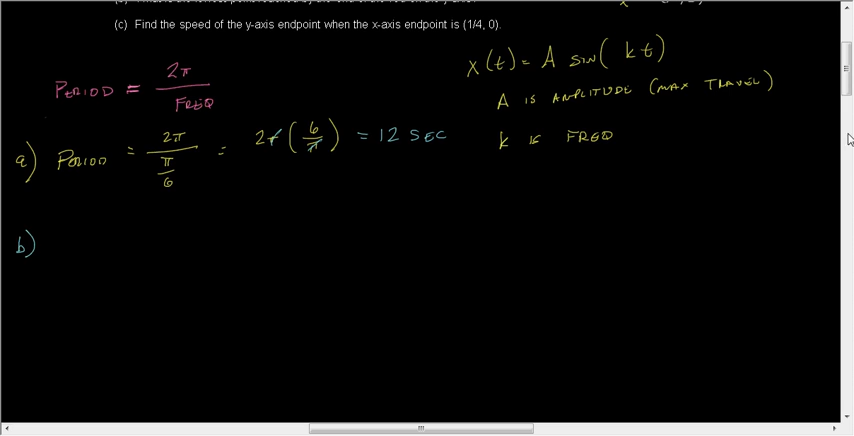 (c) Find the speed of the y-axis endpoint when the x-axis endpoint is (1/4, 0).
x(t) = A sin( kt)
PERIOD = 2π / FREQ
A IS AMPLITUDE (MAX TRAVEL)
a) PERIOD = 2π / (π/6) = 2π (6/π) = 12 SEC
k IS FREQ
b)